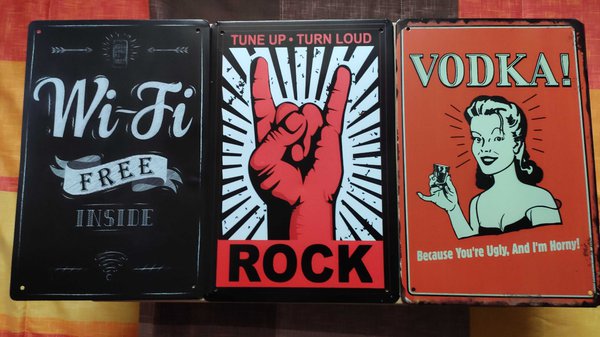 Wi-Fi
FREE
INSIDE
TUNE UP • TURN LOUD
ROCK
VODKA!
Because You're Ugly, And I'm Horny!